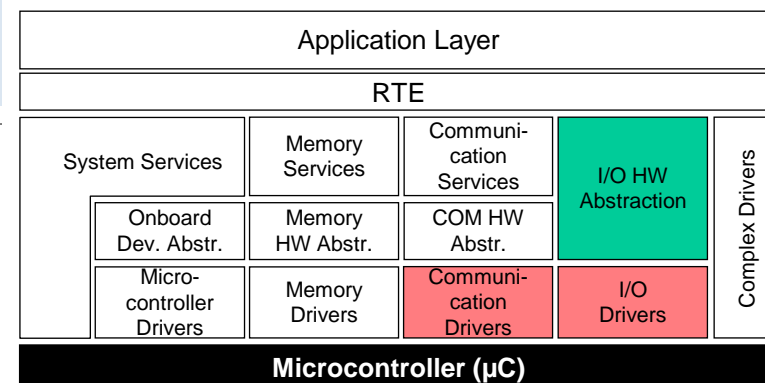 Application Layer
RTE
System Services
Memory
Services
Communi-
cation
Services
I/O HW
Abstraction
Complex Drivers
Onboard
Dev. Abstr.
Memory
HW Abstr.
COM HW
Abstr.
Micro-
controller
Drivers
Memory
Drivers
Communi-
cation
Drivers
I/O
Drivers
Microcontroller (µC)